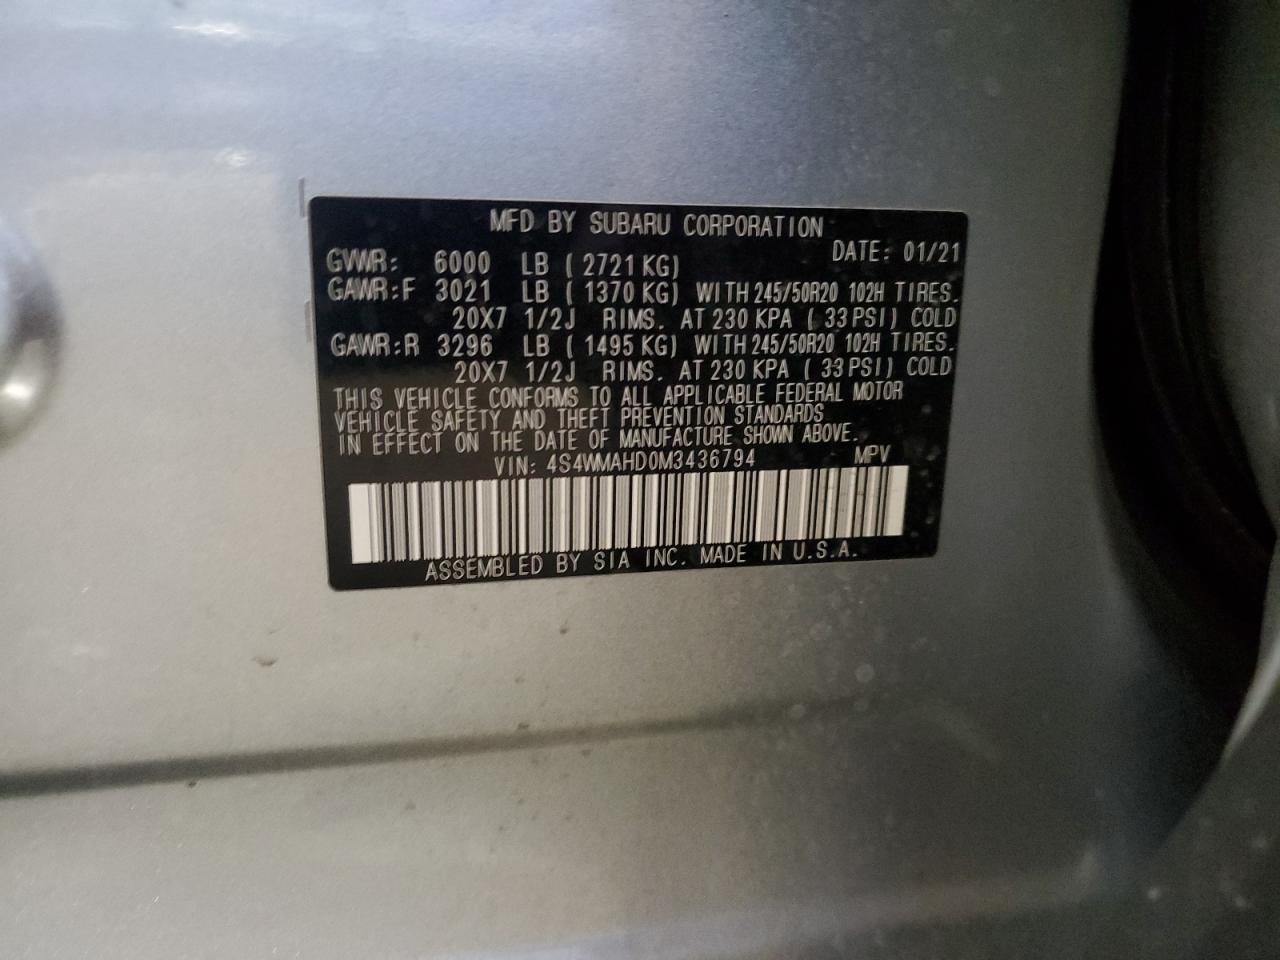 MFD BY SUBARU CORPORATION
DATE: 01/21
GVWR: 6000 LB ( 2721 KG)
GAWR:F 3021 LB ( 1370 KG) WITH 245/50R20 102H TIRES.
20X7 1/2J RIMS. AT 230 KPA ( 33 PSI) COLD
GAWR:R 3296 LB ( 1495 KG) WITH 245/50R20 102H TIRES.
20X7 1/2J RIMS. AT 230 KPA ( 33 PSI) COLD
THIS VEHICLE CONFORMS TO ALL APPLICABLE FEDERAL MOTOR
VEHICLE SAFETY AND THEFT PREVENTION STANDARDS
IN EFFECT ON THE DATE OF MANUFACTURE SHOWN ABOVE.
VIN: 4S4WMAHD0M3436794 MPV
ASSEMBLED BY SIA INC. MADE IN U.S.A.